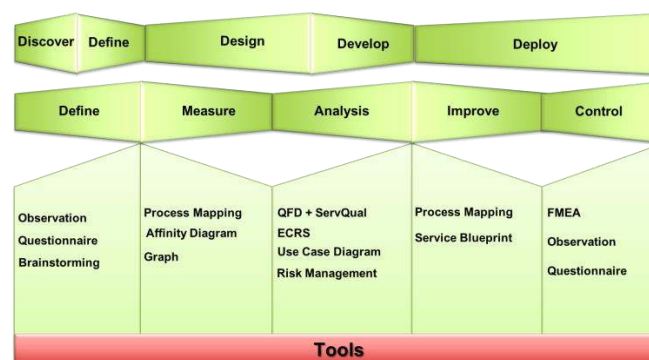 Discover
Define
Design
Develop
Deploy
Define
Measure
Analysis
Improve
Control
Observation
Questionnaire
Brainstorming
Process Mapping
Affinity Diagram
Graph
QFD + ServQual
ECRS
Use Case Diagram
Risk Management
Process Mapping
Service Blueprint
FMEA
Observation
Questionnaire
Tools